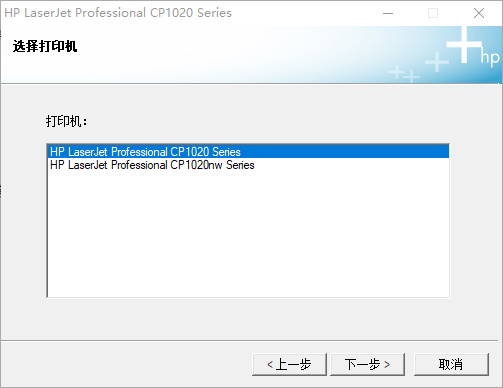 HP LaserJet Professional CP1020 Series
选择打印机
hp
打印机：
HP LaserJet Professional CP1020 Series
HP LaserJet Professional CP1020nw Series
<上一步 下一步> 取消